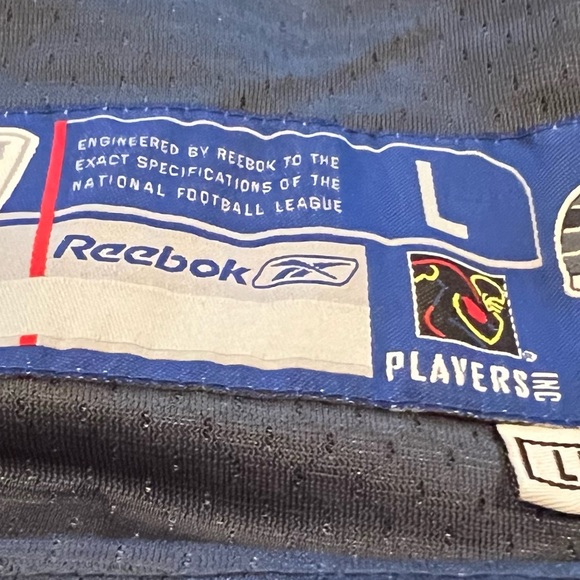 ENGINEERED BY REEBOK TO THE
EXACT SPECIFICATIONS OF THE
NATIONAL FOOTBALL LEAGUE
L
Reebok
PLAYERS INC
L